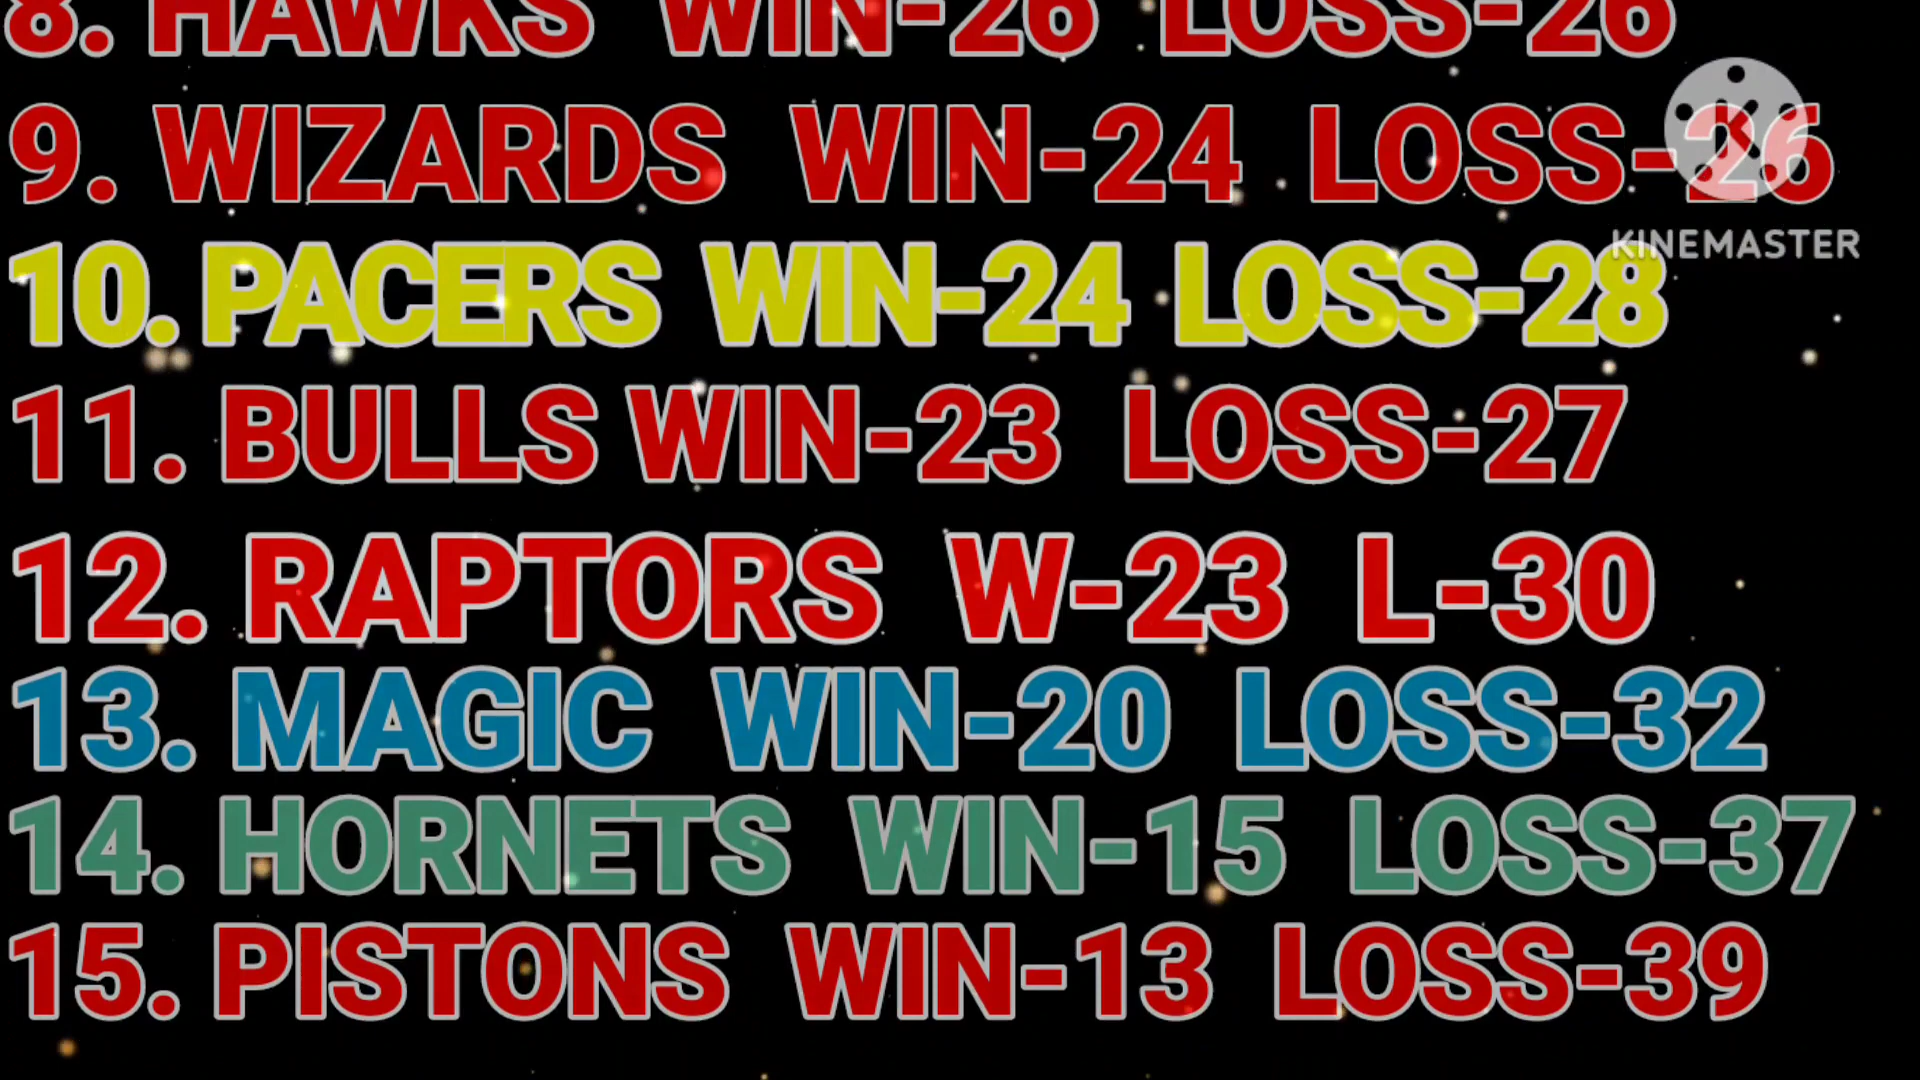 8. HAWKS WIN-26 LOSS-26
9. WIZARDS WIN-24 LOSS-26
KINEMASTER
10. PACERS WIN-24 LOSS-28
11. BULLS WIN-23 LOSS-27
12. RAPTORS W-23 L-30
13. MAGIC WIN-20 LOSS-32
14. HORNETS WIN-15 LOSS-37
15. PISTONS WIN-13 LOSS-39